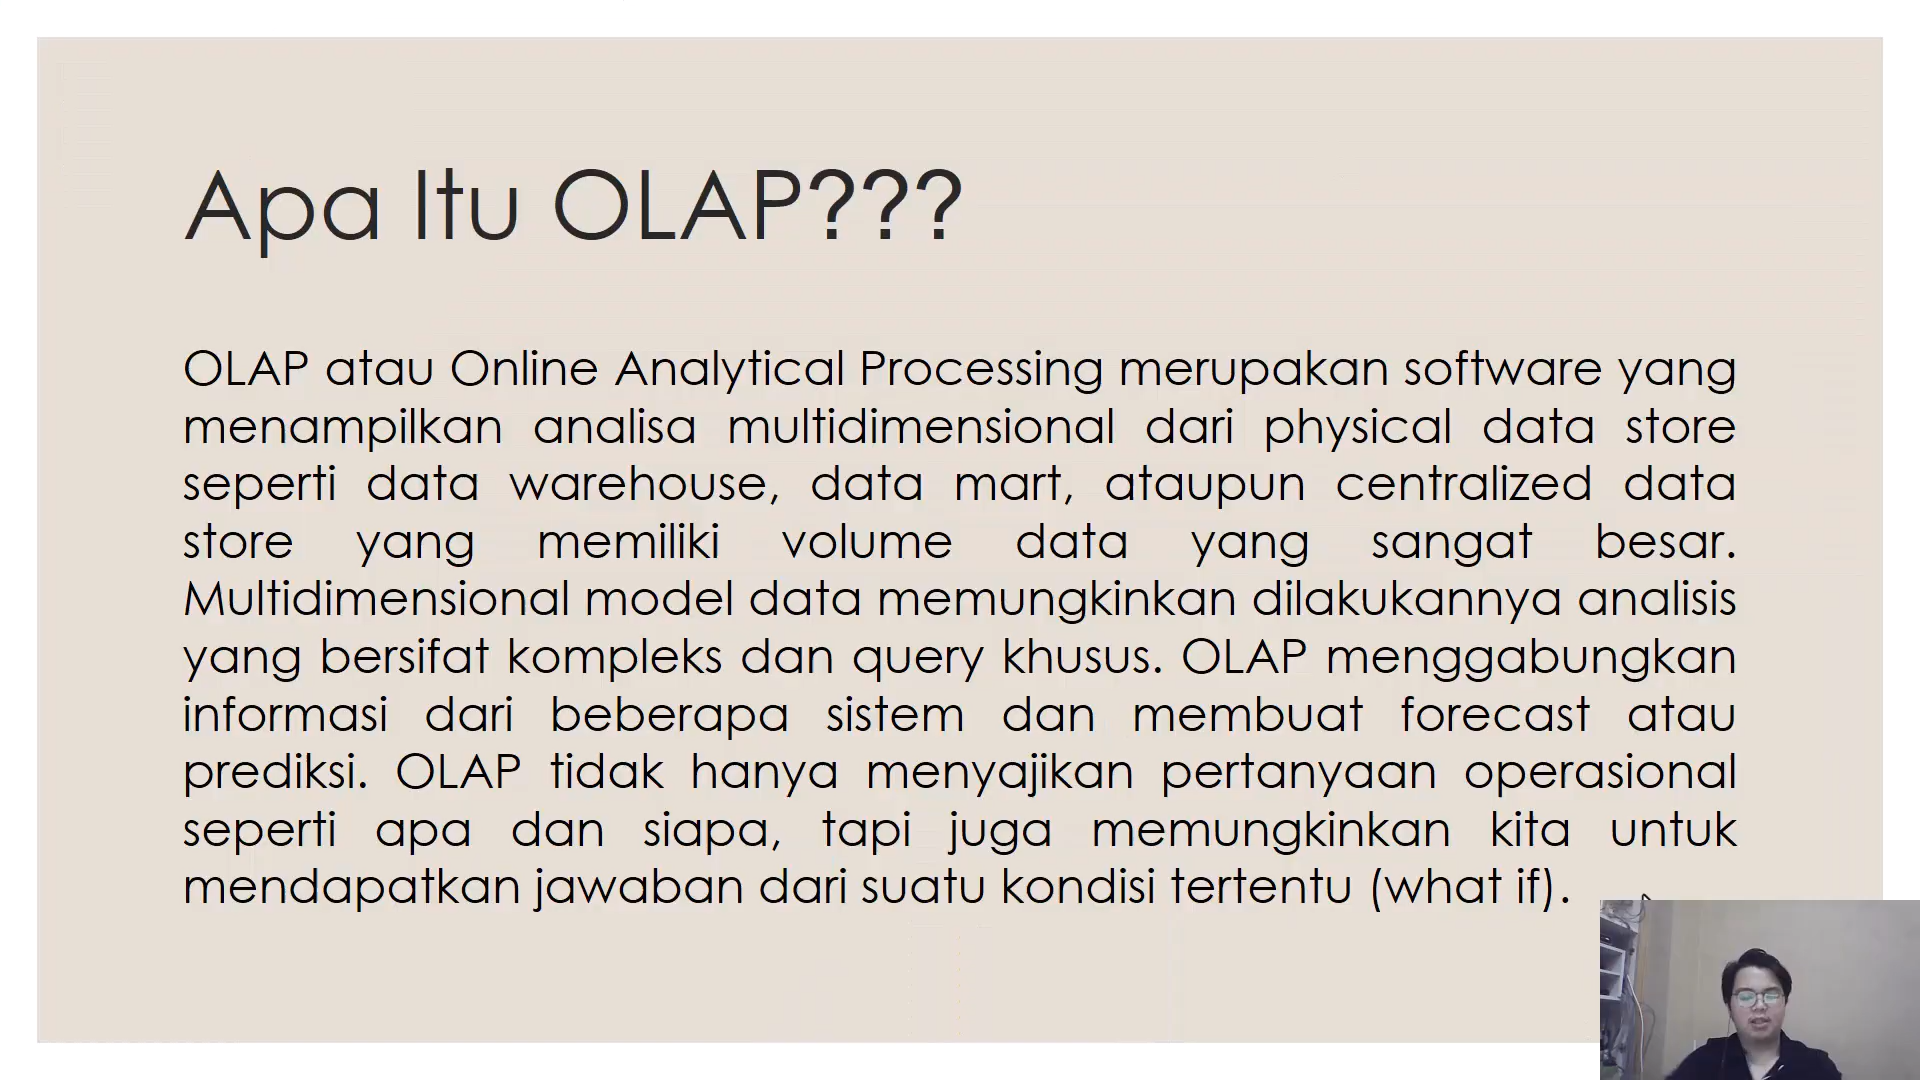 Apa Itu OLAP???
OLAP atau Online Analytical Processing merupakan software yang
menampilkan analisa multidimensional dari physical data store
seperti data warehouse, data mart, ataupun centralized data
store yang memiliki volume data yang sangat besar.
Multidimensional model data memungkinkan dilakukannya analisis
yang bersifat kompleks dan query khusus. OLAP menggabungkan
informasi dari beberapa sistem dan membuat forecast atau
prediksi. OLAP tidak hanya menyajikan pertanyaan operasional
seperti apa dan siapa, tapi juga memungkinkan kita untuk
mendapatkan jawaban dari suatu kondisi tertentu (what if).